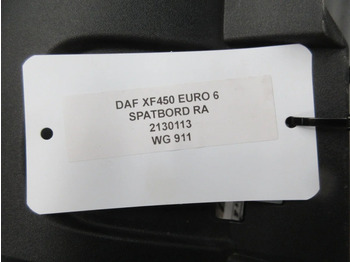 DAF XF450 EURO 6
SPATBORD RA
2130113
WG 911